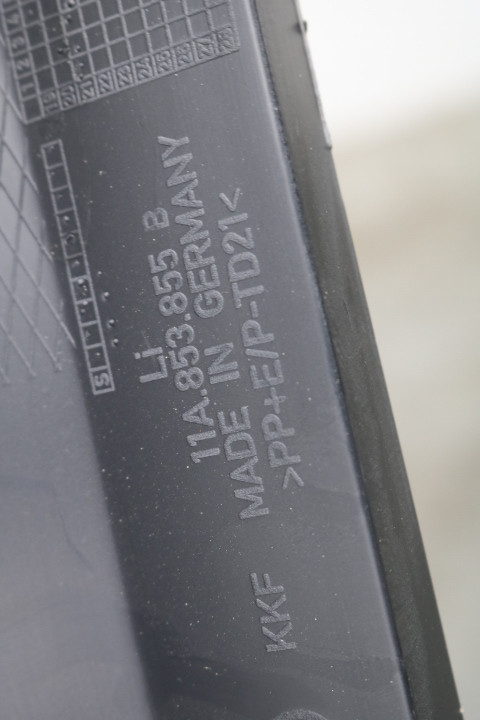 Li
11A.853.855 B
MADE IN GERMANY
>PP+E/P-TD21<
KKF
S